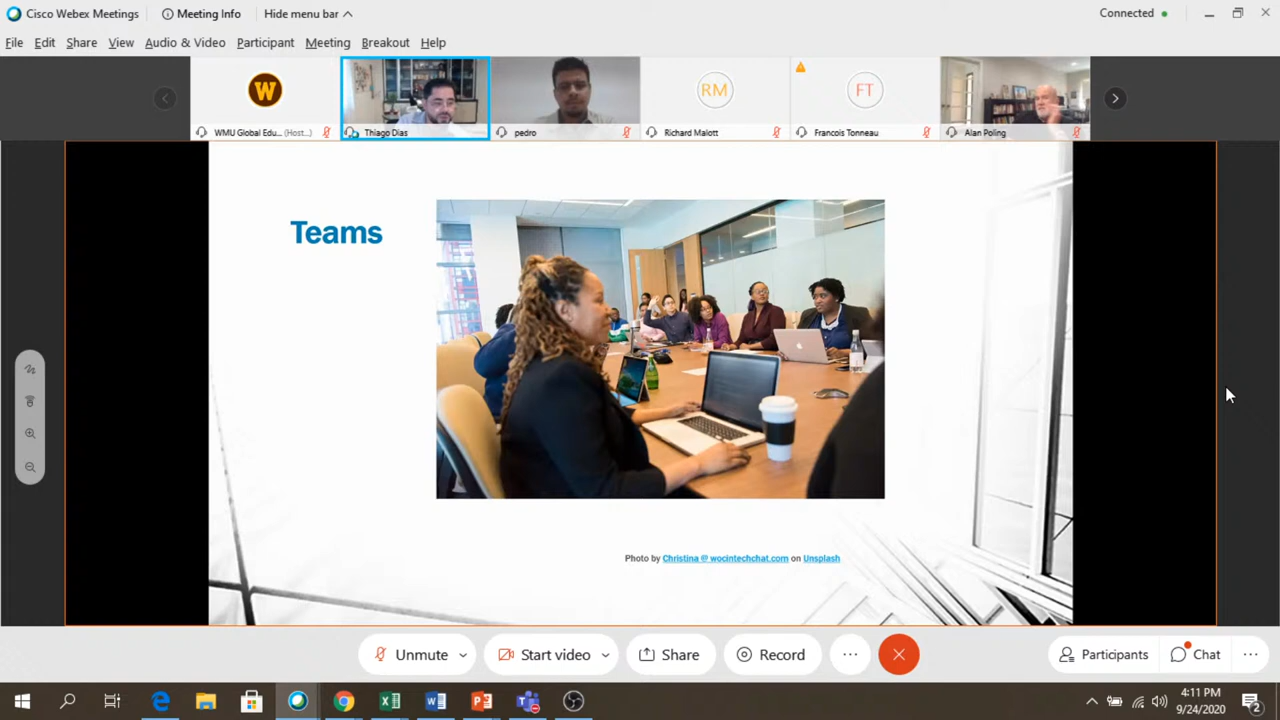 Cisco Webex Meetings Meeting Info Hide menu bar Connected
File Edit Share View Audio & Video Participant Meeting Breakout Help
W RM FT
WMU Global Edu... (Host... Thiago Dias pedro Richard Malott Francois Tonneau Alan Poling
Teams
Photo by Christina @ wocintechchat.com on Unsplash
Unmute Start video Share Record Participants Chat
4:11 PM
9/24/2020 2